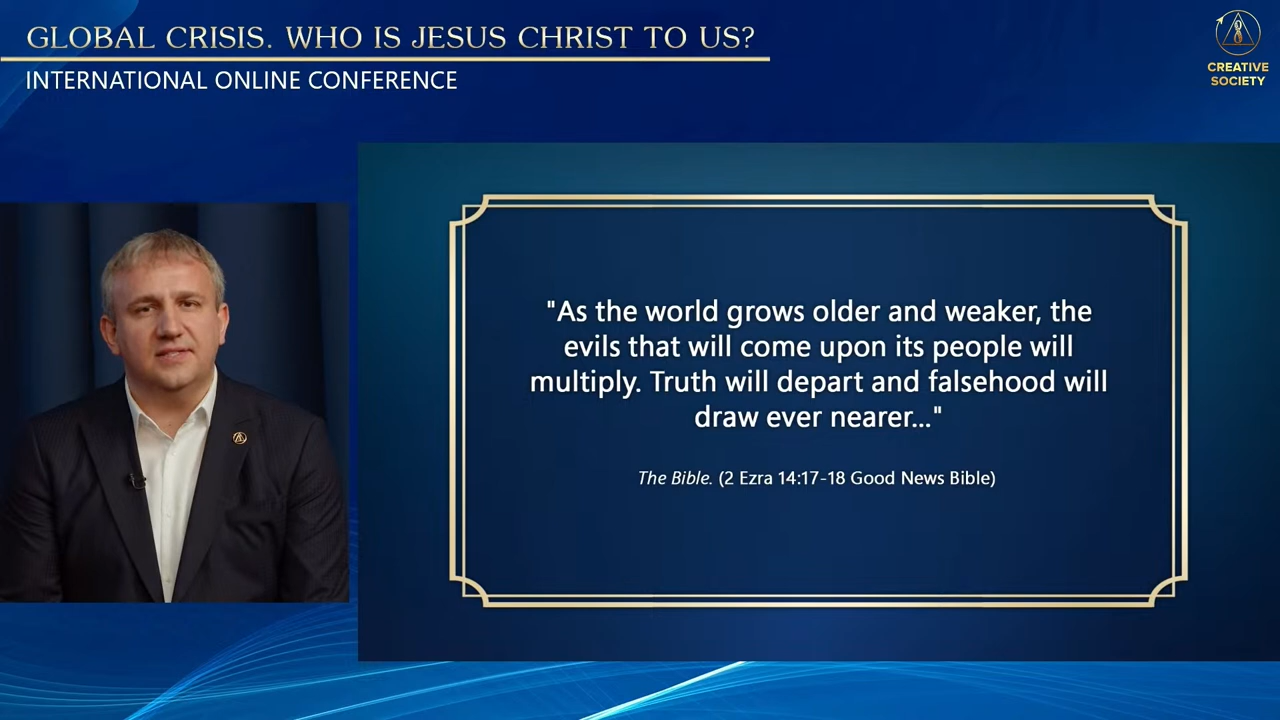 GLOBAL CRISIS. WHO IS JESUS CHRIST TO US?
INTERNATIONAL ONLINE CONFERENCE
CREATIVE
SOCIETY
"As the world grows older and weaker, the
evils that will come upon its people will
multiply. Truth will depart and falsehood will
draw ever nearer..."
The Bible. (2 Ezra 14:17-18 Good News Bible)